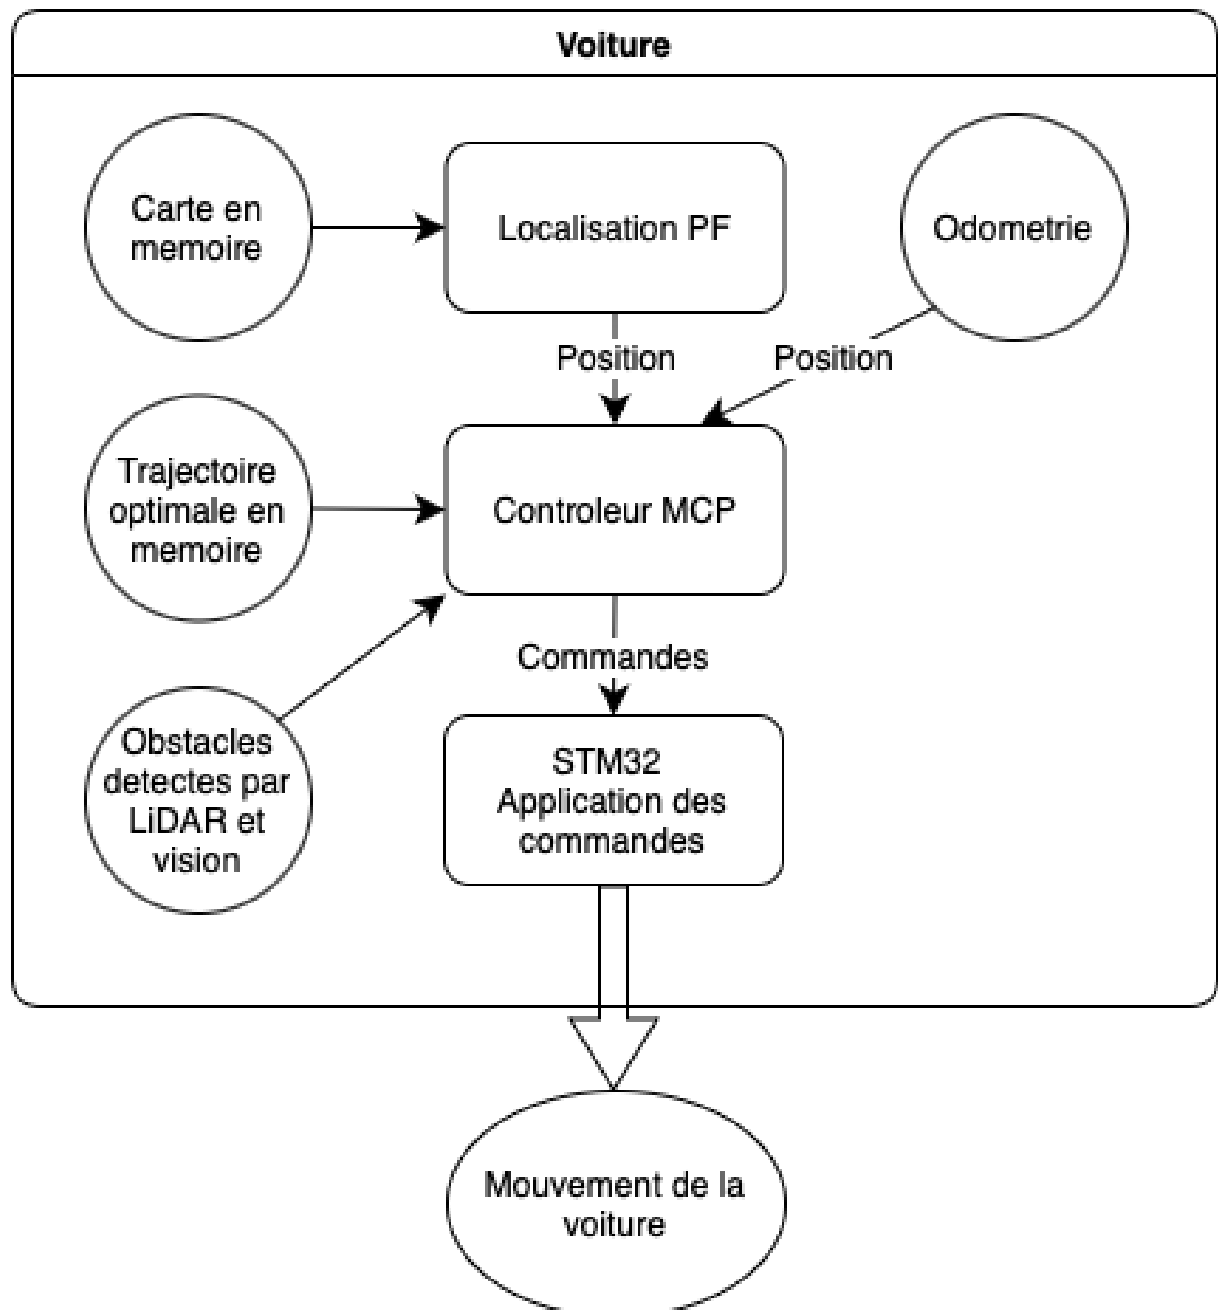 Voiture
Carte en
memoire
Localisation PF
Odometrie
Position
Position
Trajectoire
optimale en
memoire
Controleur MCP
Commandes
Obstacles
detectes par
LiDAR et
vision
STM32
Application des
commandes
Mouvement de la
voiture